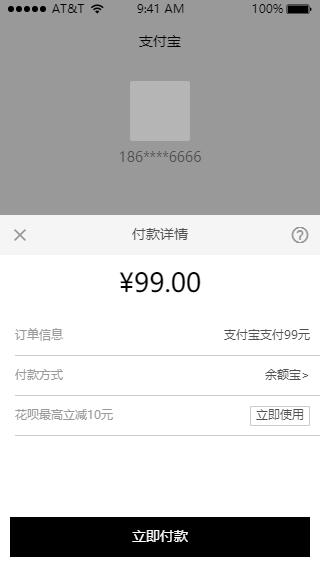 AT&T 9:41 AM 100%
支付宝
186****6666
付款详情
¥99.00
订单信息 支付宝支付99元
付款方式 余额宝>
花呗最高立减10元 立即使用
立即付款